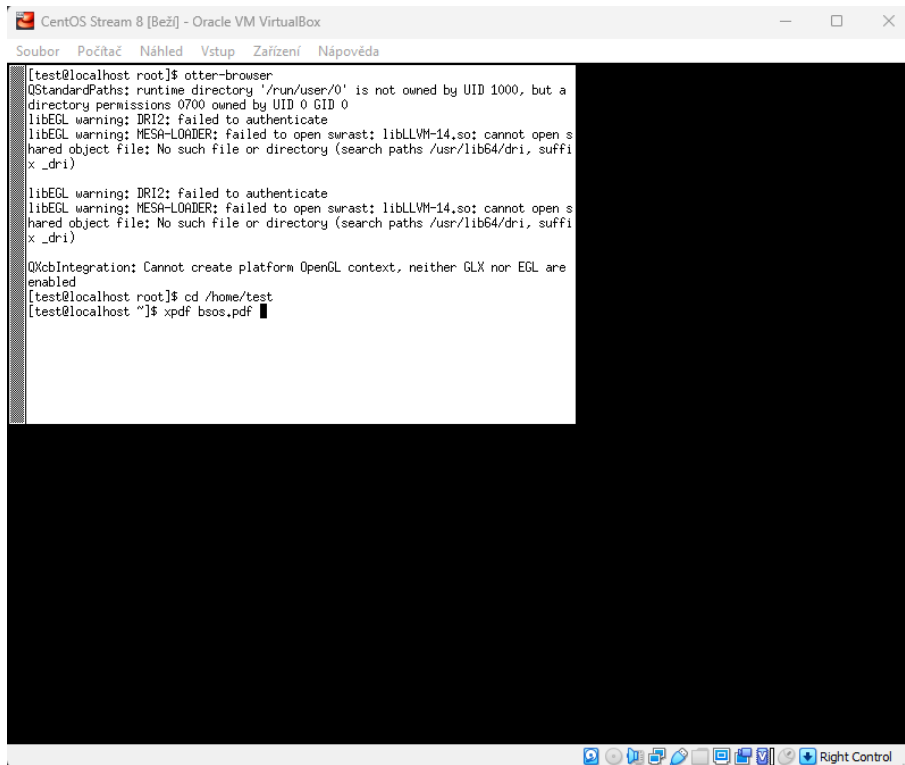 CentOS Stream 8 [Beží] - Oracle VM VirtualBox
Soubor Počítač Náhled Vstup Zařízení Nápověda
[test@localhost root]$ otter-browser
QStandardPaths: runtime directory '/run/user/0' is not owned by UID 1000, but a
directory permissions 0700 owned by UID 0 GID 0
libEGL warning: DRI2: failed to authenticate
libEGL warning: MESA-LOADER: failed to open swrast: libLLVM-14.so: cannot open s
hared object file: No such file or directory (search paths /usr/lib64/dri, suffi
x _dri)
libEGL warning: DRI2: failed to authenticate
libEGL warning: MESA-LOADER: failed to open swrast: libLLVM-14.so: cannot open s
hared object file: No such file or directory (search paths /usr/lib64/dri, suffi
x _dri)
QXcbIntegration: Cannot create platform OpenGL context, neither GLX nor EGL are
enabled
[test@localhost root]$ cd /home/test
[test@localhost ~]$ xpdf bsos.pdf
Right Control